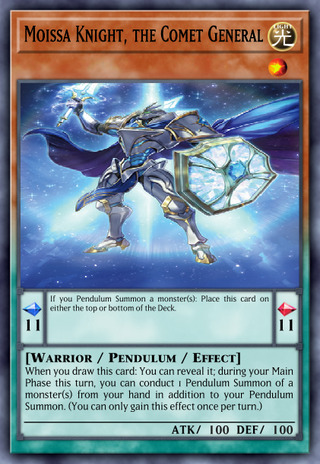 Moissa Knight, the Comet General
LIGHT
光
If you Pendulum Summon a monster(s): Place this card on
either the top or bottom of the Deck.
11
11
[Warrior / Pendulum / Effect]
When you draw this card: You can reveal it; during your Main
Phase this turn, you can conduct 1 Pendulum Summon of a
monster(s) from your hand in addition to your Pendulum
Summon. (You can only gain this effect once per turn.)
ATK/ 100 DEF/ 100